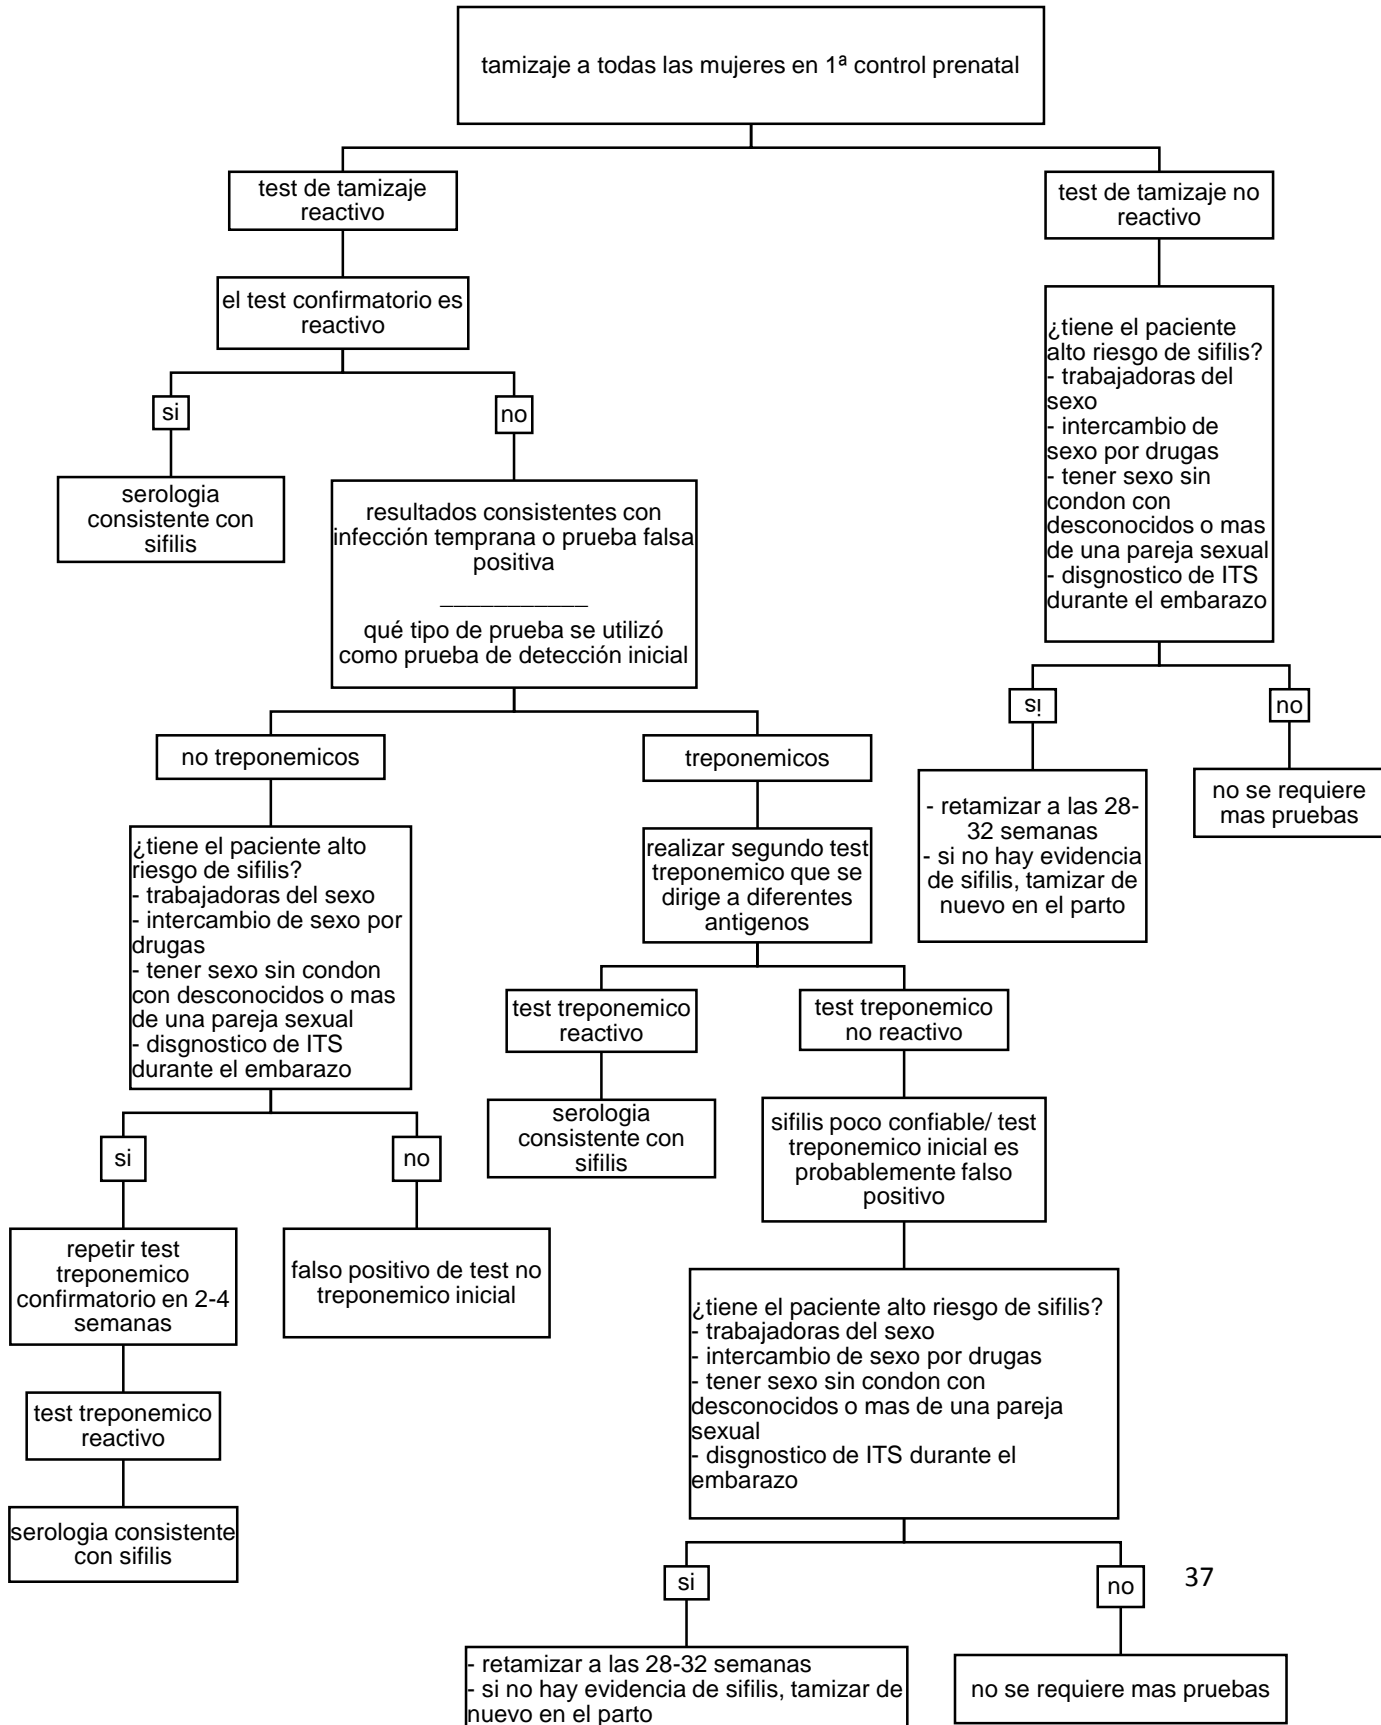 tamizaje a todas las mujeres en 1ª control prenatal
test de tamizaje
reactivo
test de tamizaje no
reactivo
el test confirmatorio es
reactivo
¿tiene el paciente
alto riesgo de sifilis?
- trabajadoras del
sexo
- intercambio de
sexo por drugas
- tener sexo sin
condon con
desconocidos o mas
de una pareja sexual
- disgnostico de ITS
durante el embarazo
si
no
serologia
consistente con
sifilis
resultados consistentes con
infección temprana o prueba falsa
positiva
___________
qué tipo de prueba se utilizó
como prueba de detección inicial
si
no
no treponemicos
treponemicos
- retamizar a las 28-
32 semanas
- si no hay evidencia
de sifilis, tamizar de
nuevo en el parto
no se requiere
mas pruebas
¿tiene el paciente alto
riesgo de sifilis?
- trabajadoras del sexo
- intercambio de sexo por
drugas
- tener sexo sin condon
con desconocidos o mas
de una pareja sexual
- disgnostico de ITS
durante el embarazo
realizar segundo test
treponemico que se
dirige a diferentes
antigenos
test treponemico
reactivo
test treponemico
no reactivo
serologia
consistente con
sifilis
sifilis poco confiable/ test
treponemico inicial es
probablemente falso
positivo
si
no
repetir test
treponemico
confirmatorio en 2-4
semanas
falso positivo de test no
treponemico inicial
¿tiene el paciente alto riesgo de sifilis?
- trabajadoras del sexo
- intercambio de sexo por drugas
- tener sexo sin condon con
desconocidos o mas de una pareja
sexual
- disgnostico de ITS durante el
embarazo
test treponemico
reactivo
serologia consistente
con sifilis
si
no
37
- retamizar a las 28-32 semanas
- si no hay evidencia de sifilis, tamizar de
nuevo en el parto
no se requiere mas pruebas